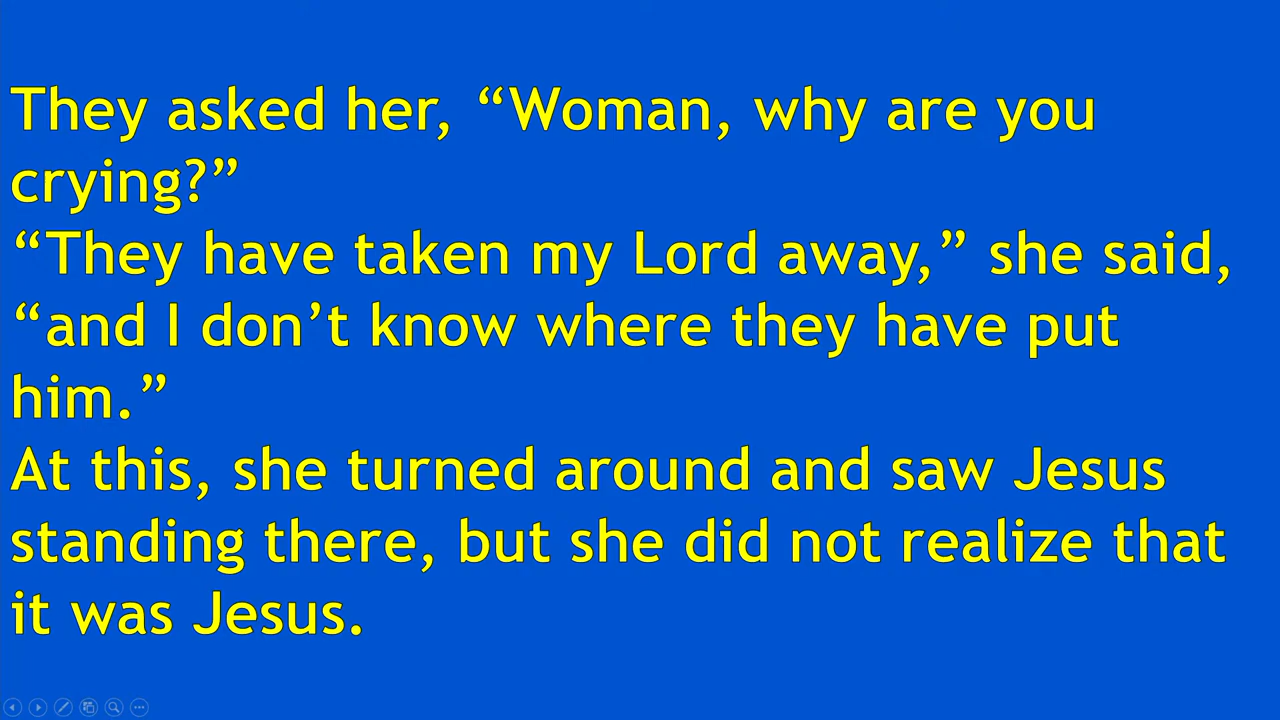 They asked her, “Woman, why are you
crying?”
“They have taken my Lord away,” she said,
“and I don’t know where they have put
him.”
At this, she turned around and saw Jesus
standing there, but she did not realize that
it was Jesus.